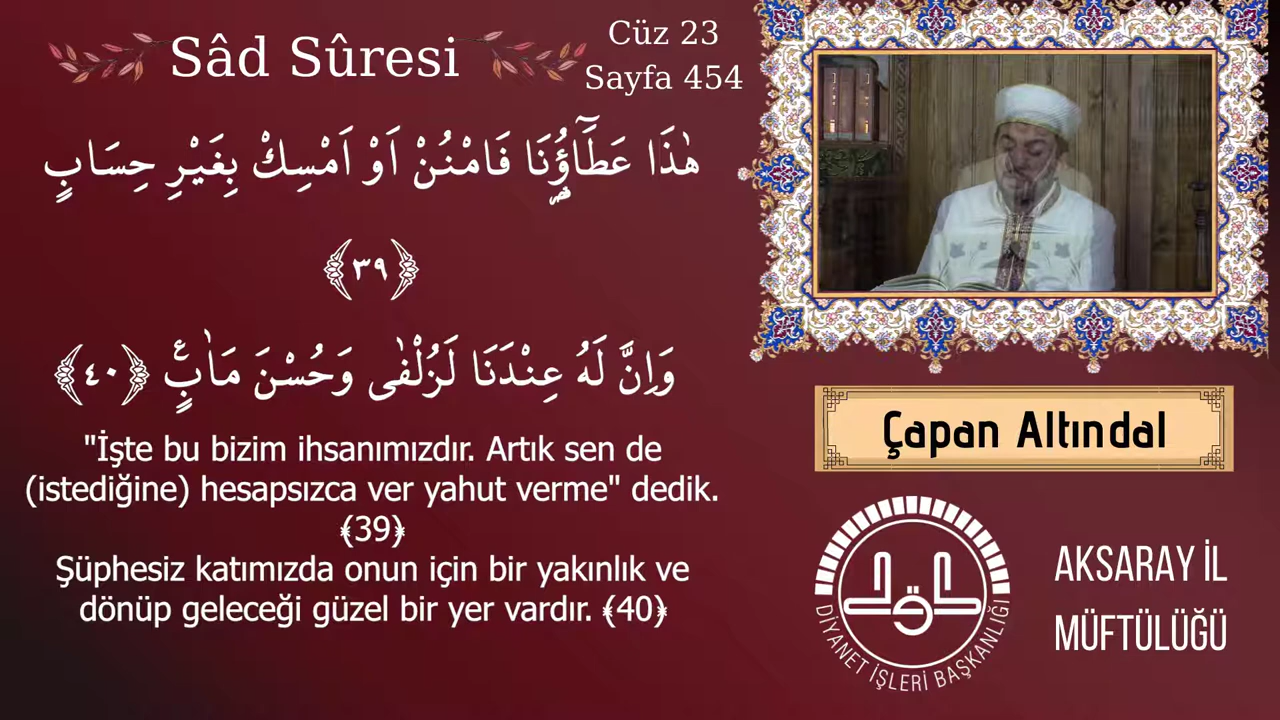 Sâd Sûresi
Cüz 23
Sayfa 454
هٰذَا عَطَٓاؤُ۬نَا فَامْنُنْ اَوْ اَمْسِكْ بِغَيْرِ حِسَابٍ
﴿٣٩﴾
وَاِنَّ لَهُ عِنْدَنَا لَزُلْفٰى وَحُسْنَ مَاٰبٍ۟ ﴿٤٠﴾
"İşte bu bizim ihsanımızdır. Artık sen de
(istediğine) hesapsızca ver yahut verme" dedik.
﴾39﴿
Şüphesiz katımızda onun için bir yakınlık ve
dönüp geleceği güzel bir yer vardır. ﴾40﴿
Çapan Altındal
DİYANET İŞLERİ BAŞKANLIĞI
AKSARAY İL
MÜFTÜLÜĞÜ